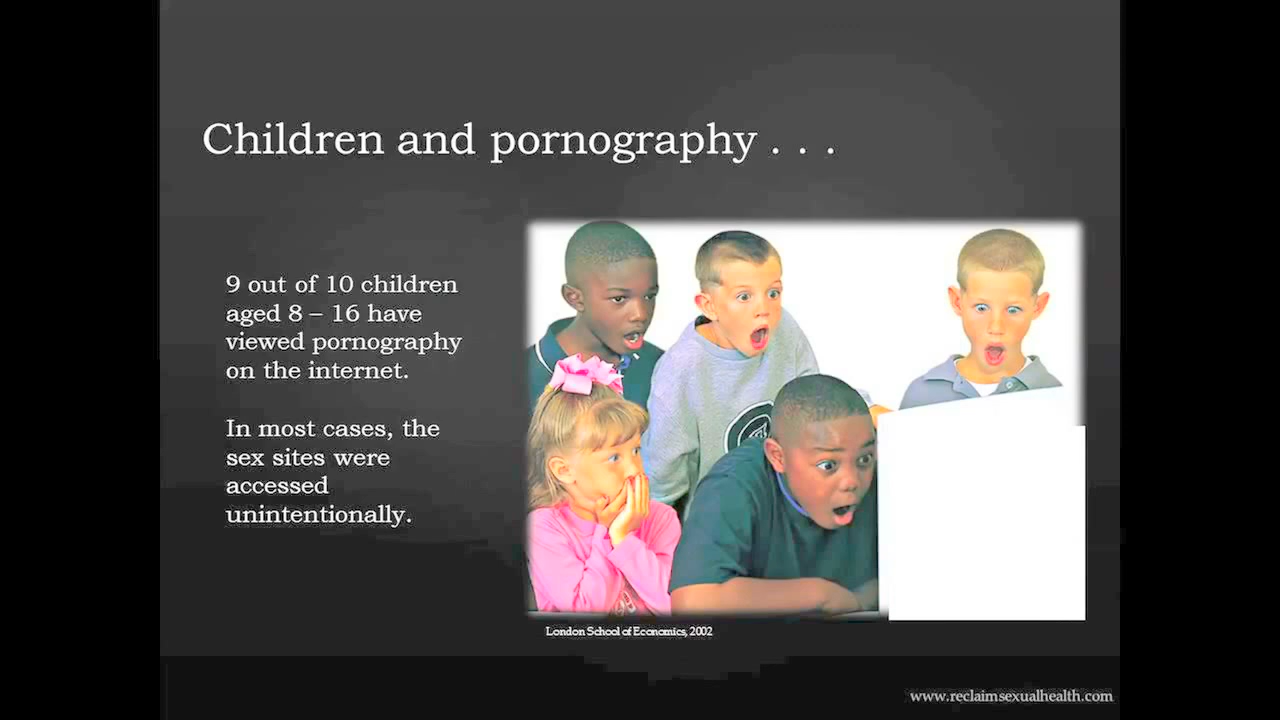 Children and pornography . . .
9 out of 10 children
aged 8 – 16 have
viewed pornography
on the internet.
In most cases, the
sex sites were
accessed
unintentionally.
London School of Economics, 2002
www.reclaimsexualhealth.com